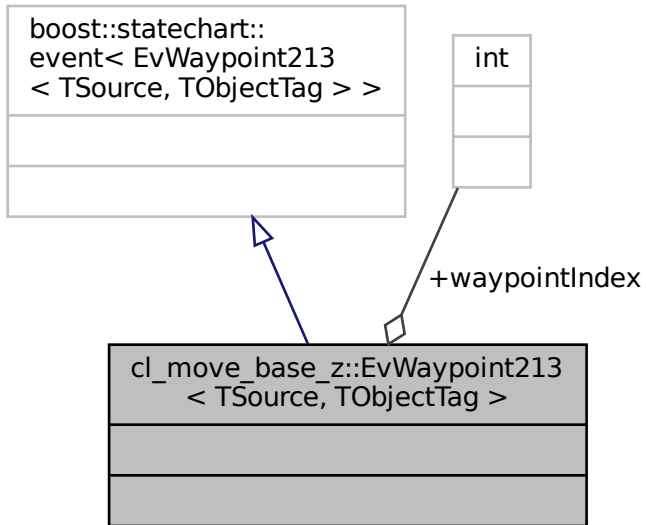 boost::statechart::
event< EvWaypoint213
< TSource, TObjectTag > >
int
+waypointIndex
cl_move_base_z::EvWaypoint213
< TSource, TObjectTag >